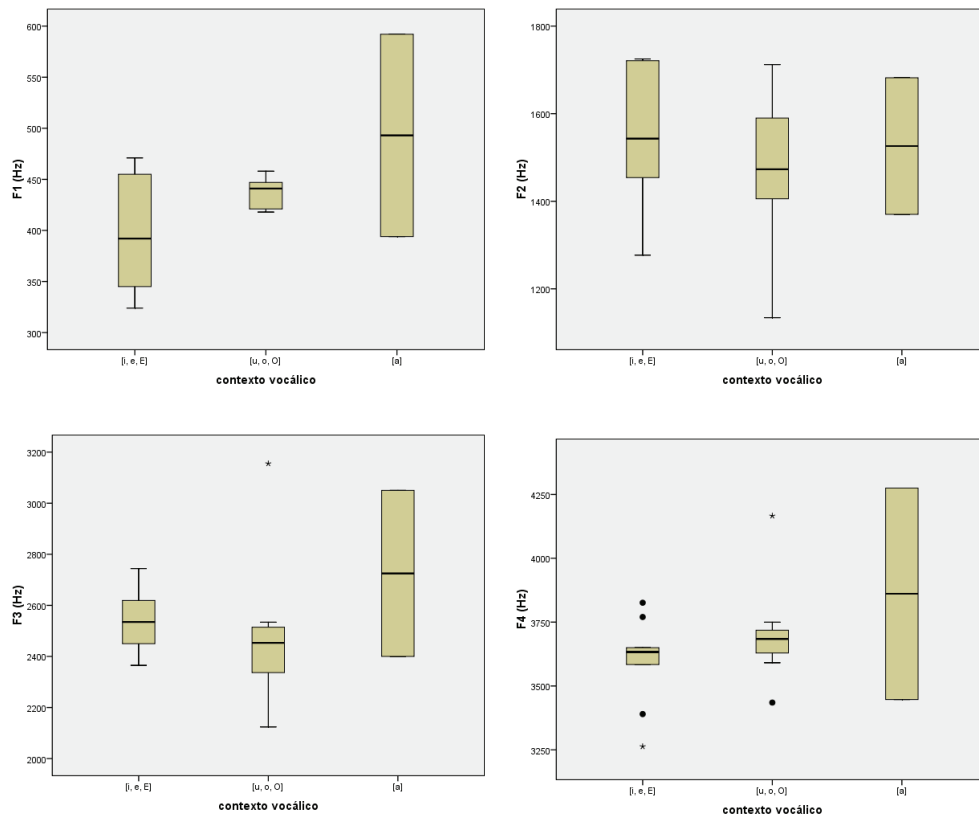 F1 (Hz)
600
550
500
450
400
350
300
[i, e, E]
[u, o, O]
[a]
contexto vocálico
F2 (Hz)
1800
1600
1400
1200
[i, e, E]
[u, o, O]
[a]
contexto vocálico
F3 (Hz)
3200
3000
2800
2600
2400
2200
2000
[i, e, E]
[u, o, O]
[a]
contexto vocálico
F4 (Hz)
4250
4000
3750
3500
3250
[i, e, E]
[u, o, O]
[a]
contexto vocálico